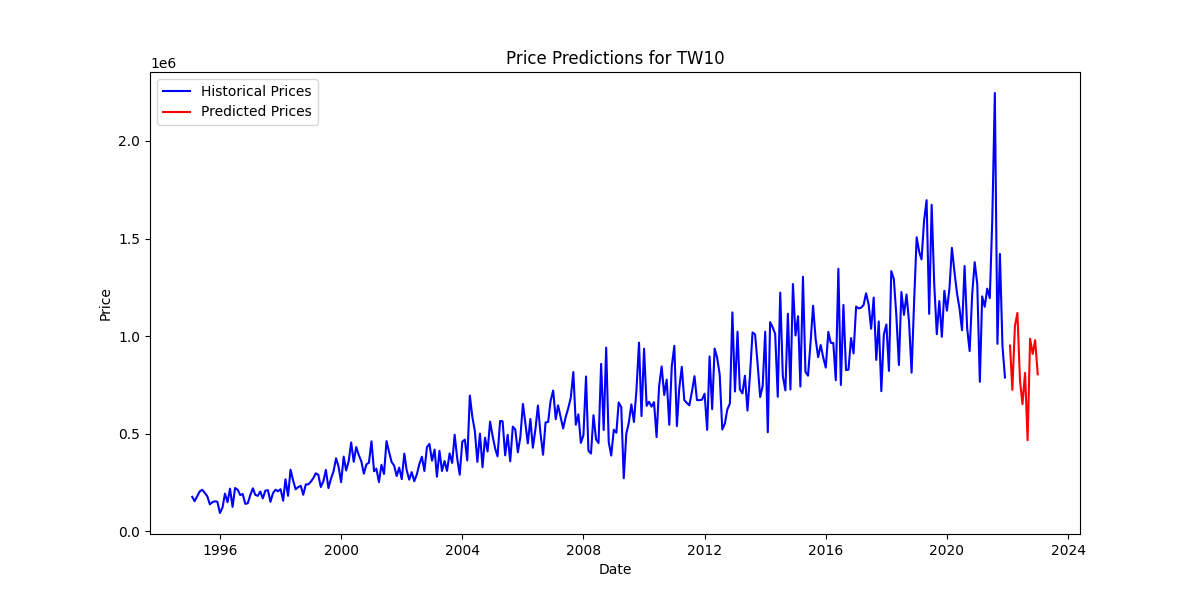 Price Predictions for TW10
1e6
Historical Prices
Predicted Prices
2.0
1.5
1.0
0.5
0.0
Price
1996 2000 2004 2008 2012 2016 2020 2024
Date